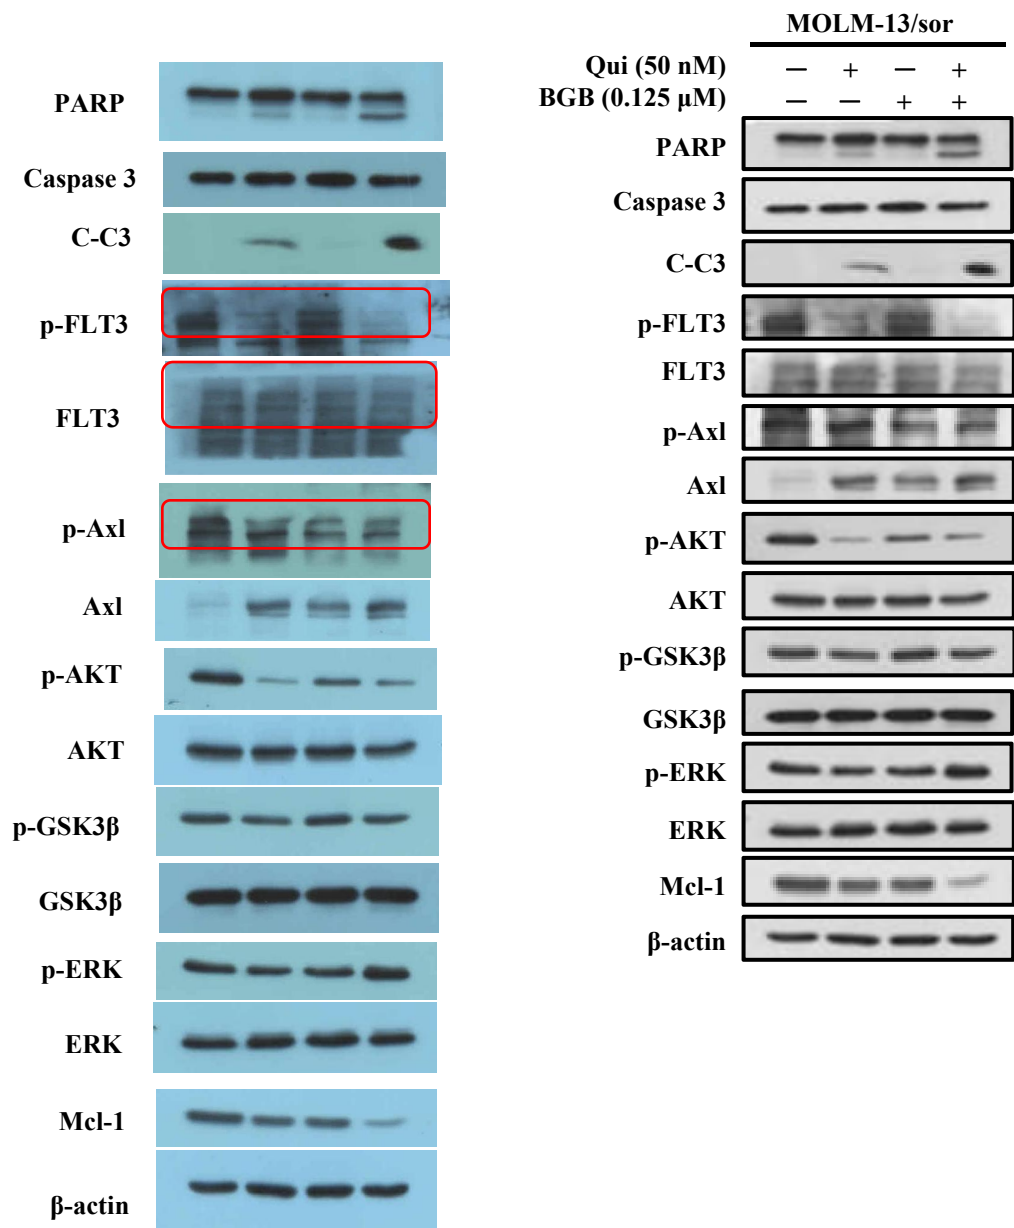 PARP
Caspase 3
C-C3
p-FLT3
FLT3
p-Axl
Axl
p-AKT
AKT
p-GSK3β
GSK3β
p-ERK
ERK
Mcl-1
β-actin
MOLM-13/sor
Qui (50 nM) − + − +
BGB (0.125 µM) − − + +
PARP
Caspase 3
C-C3
p-FLT3
FLT3
p-Axl
Axl
p-AKT
AKT
p-GSK3β
GSK3β
p-ERK
ERK
Mcl-1
β-actin